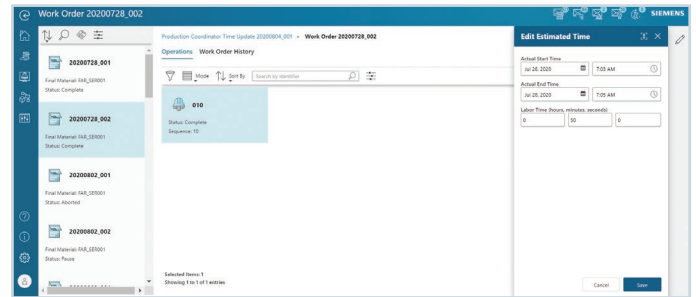 Work Order 20200728_002
SIEMENS
20200728_001
Final Material: FAR_SER001
Status: Complete
20200728_002
Final Material: FAR_SER001
Status: Complete
20200802_001
Final Material: FAR_SER001
Status: Aborted
20200802_002
Final Material: FAR_SER001
Status: Pause
Production Coordinator Time Update 20200804_001 » Work Order 20200728_002
Operations Work Order History
Mode Sort By Search by Identifier
010
Status: Complete
Sequence: 10
Selected Items: 1
Showing 1 to 1 of 1 entries
Edit Estimated Time
Actual Start Time
Jul 28, 2020 7:03 AM
Actual End Time
Jul 28, 2020 7:05 AM
Labor Time (hours, minutes, seconds)
0 50 0
Cancel Save